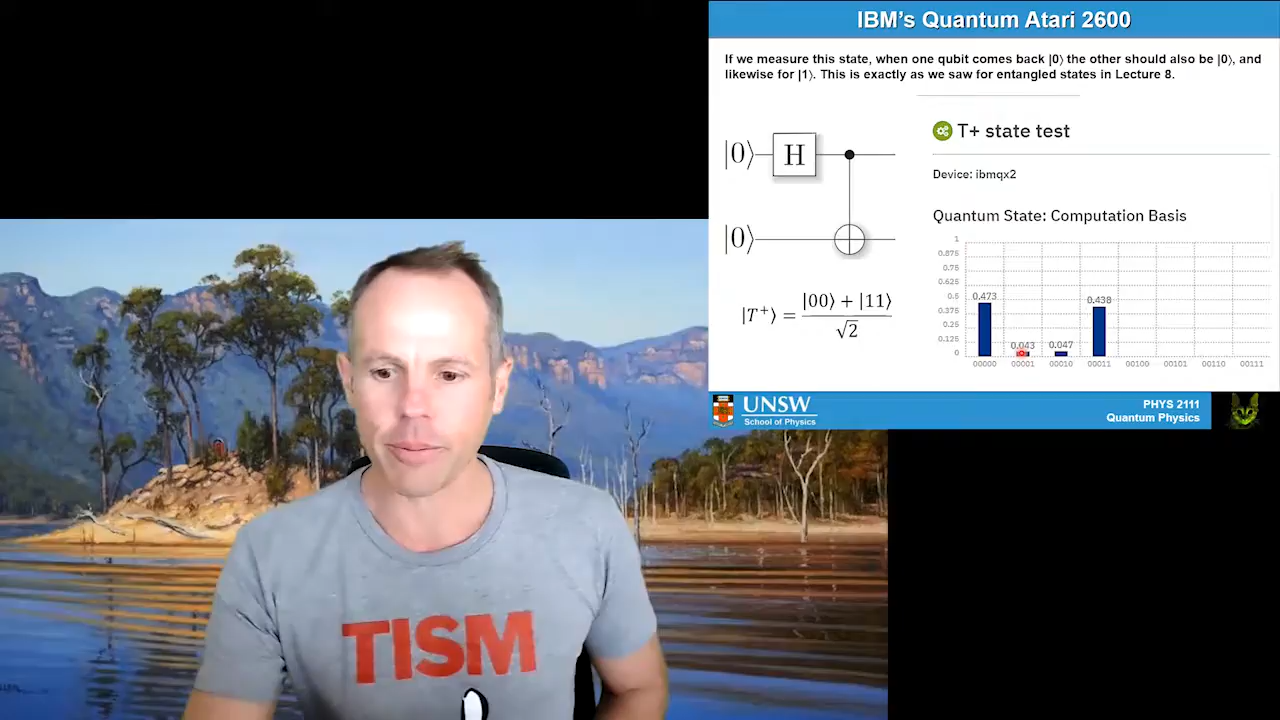 IBM's Quantum Atari 2600
If we measure this state, when one qubit comes back |0⟩ the other should also be |0⟩, and
likewise for |1⟩. This is exactly as we saw for entangled states in Lecture 8.
T+ state test
|0⟩ H
Device: ibmqx2
Quantum State: Computation Basis
|0⟩
1
0.875
0.75
0.625
0.5
0.375
0.25
0.125
0
0.473
0.043
0.047
0.438
00000 00001 00010 00011 00100 00101 00110 00111
|T⁺⟩ = |00⟩ + |11⟩
√2
UNSW
School of Physics
PHYS 2111
Quantum Physics
TISM